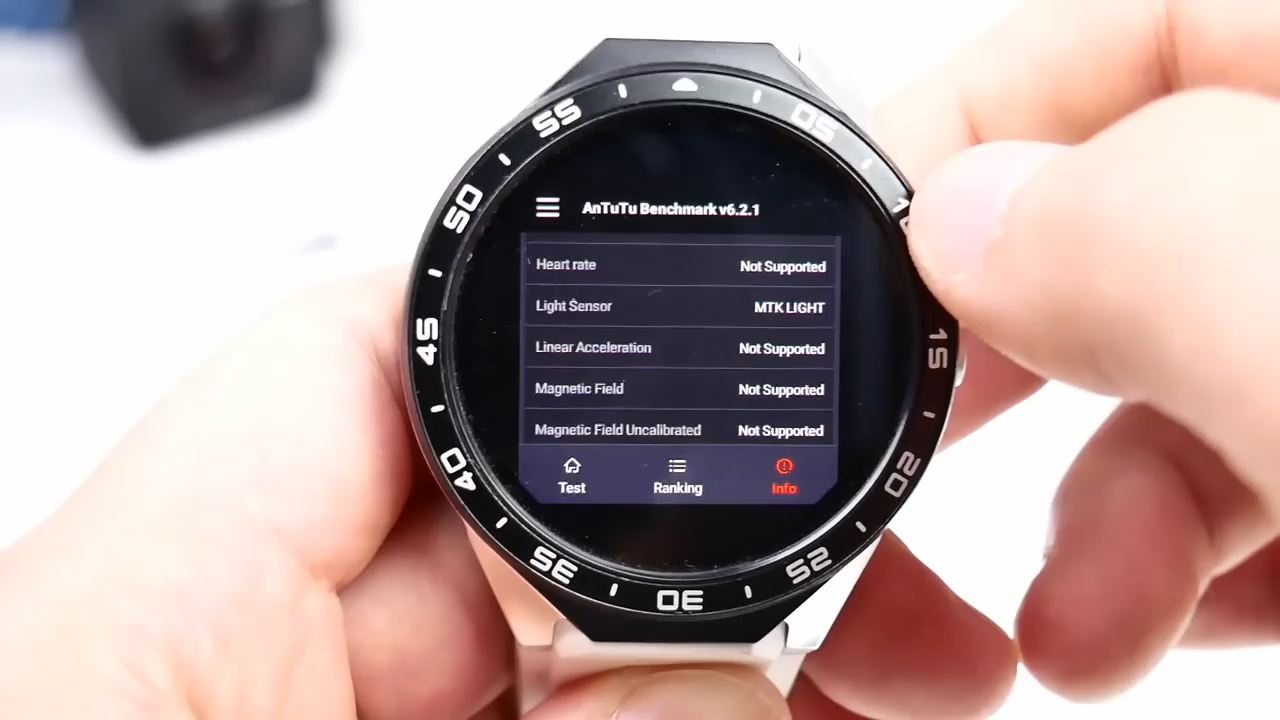 AnTuTu Benchmark v6.2.1
Heart rate Not Supported
Light Sensor MTK LIGHT
Linear Acceleration Not Supported
Magnetic Field Not Supported
Magnetic Field Uncalibrated Not Supported
Test Ranking Info
05
15
20
25
30
35
40
45
50
55